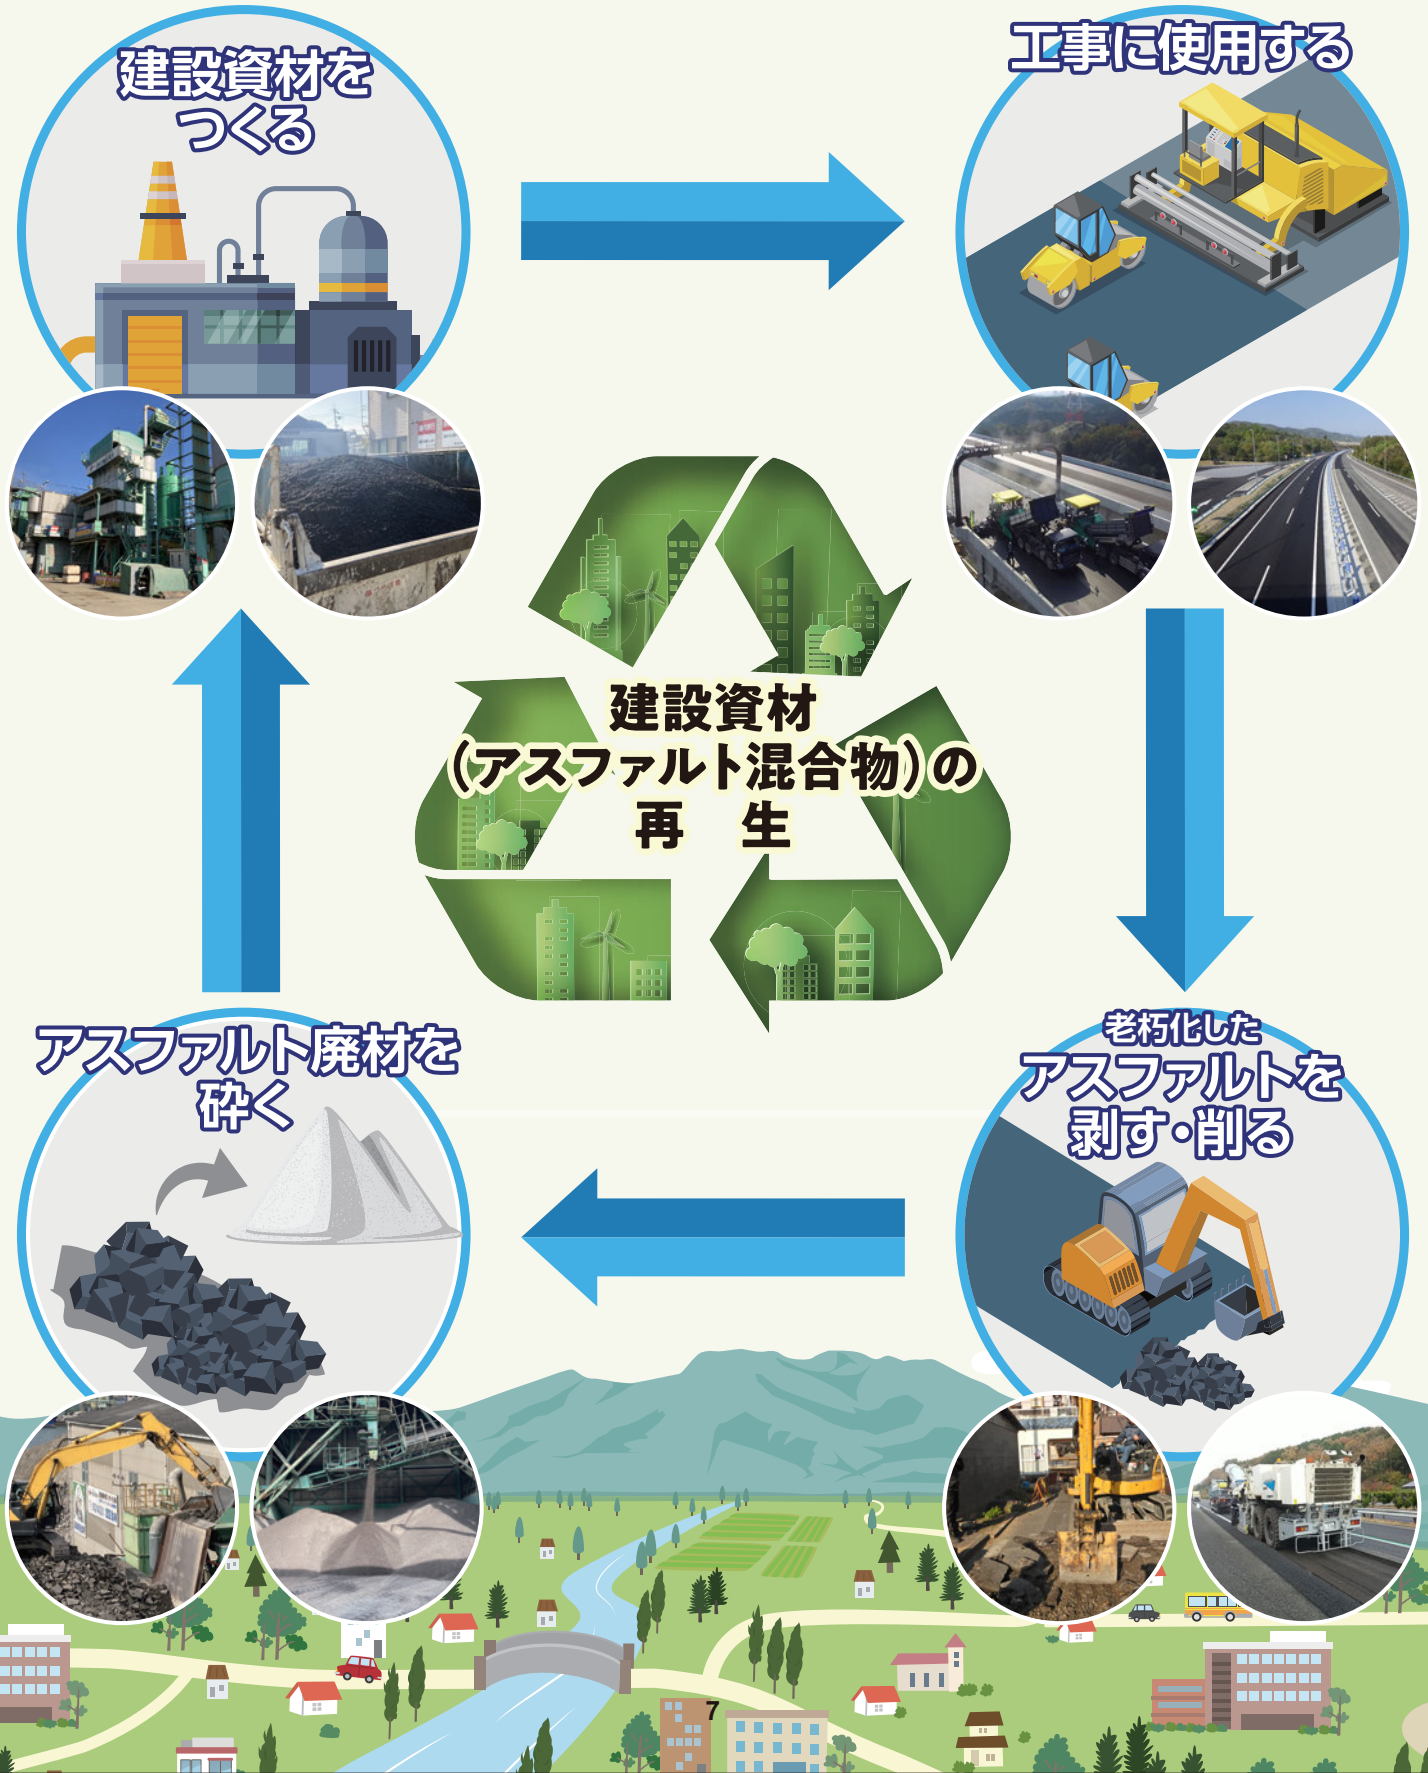 建設資材を
つくる
工事に使用する
建設資材
（アスファルト混合物）の
再　生
アスファルト廃材を
砕く
老朽化した
アスファルトを
剥す・削る
7